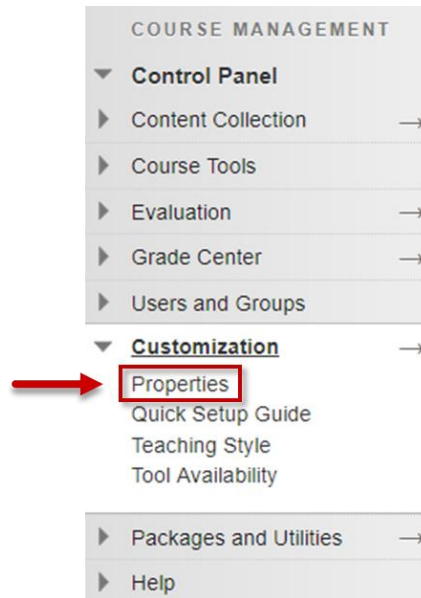 COURSE MANAGEMENT
Control Panel
Content Collection
Course Tools
Evaluation
Grade Center
Users and Groups
Customization
Properties
Quick Setup Guide
Teaching Style
Tool Availability
Packages and Utilities
Help